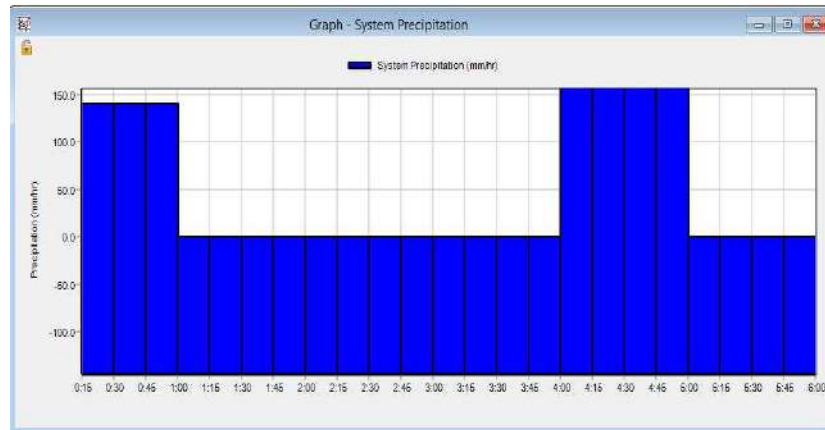 Graph - System Precipitation
System Precipitation (mm/hr)
150.0
100.0
50.0
0.0
-50.0
-100.0
Precipitation (mm/hr)
0:15 0:30 0:45 1:00 1:15 1:30 1:45 2:00 2:15 2:30 2:45 3:00 3:15 3:30 3:45 4:00 4:15 4:30 4:45 5:00 5:15 5:30 5:45 6:00